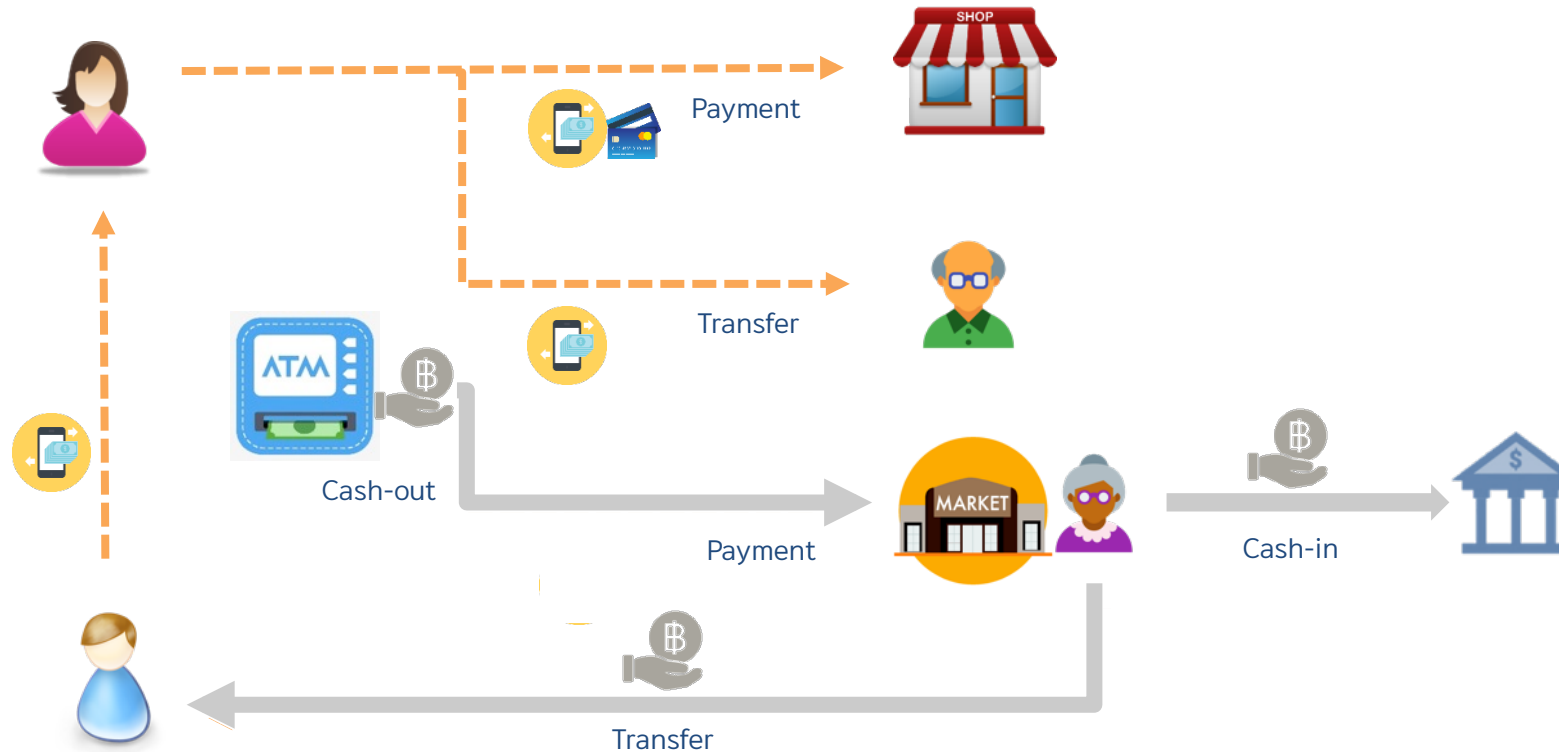 SHOP
Payment
Transfer
ATM
฿
Cash-out
Payment
MARKET
฿
$
Cash-in
฿
Transfer